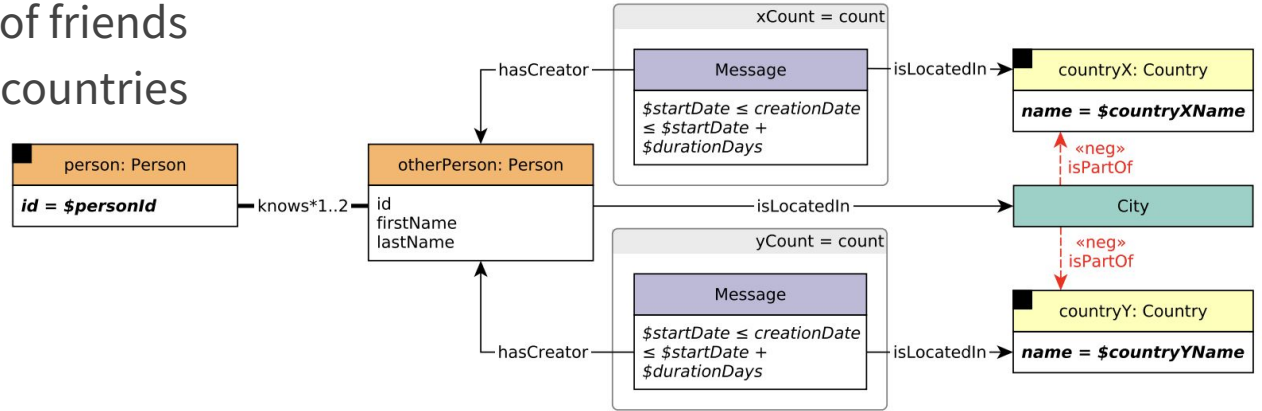 of friends
countries
person: Person
id = $personId
knows*1..2
otherPerson: Person
id
firstName
lastName
hasCreator
xCount = count
Message
$startDate ≤ creationDate
≤ $startDate +
$durationDays
isLocatedIn
countryX: Country
name = $countryXName
«neg»
isPartOf
isLocatedIn
City
«neg»
isPartOf
hasCreator
yCount = count
Message
$startDate ≤ creationDate
≤ $startDate +
$durationDays
isLocatedIn
countryY: Country
name = $countryYName